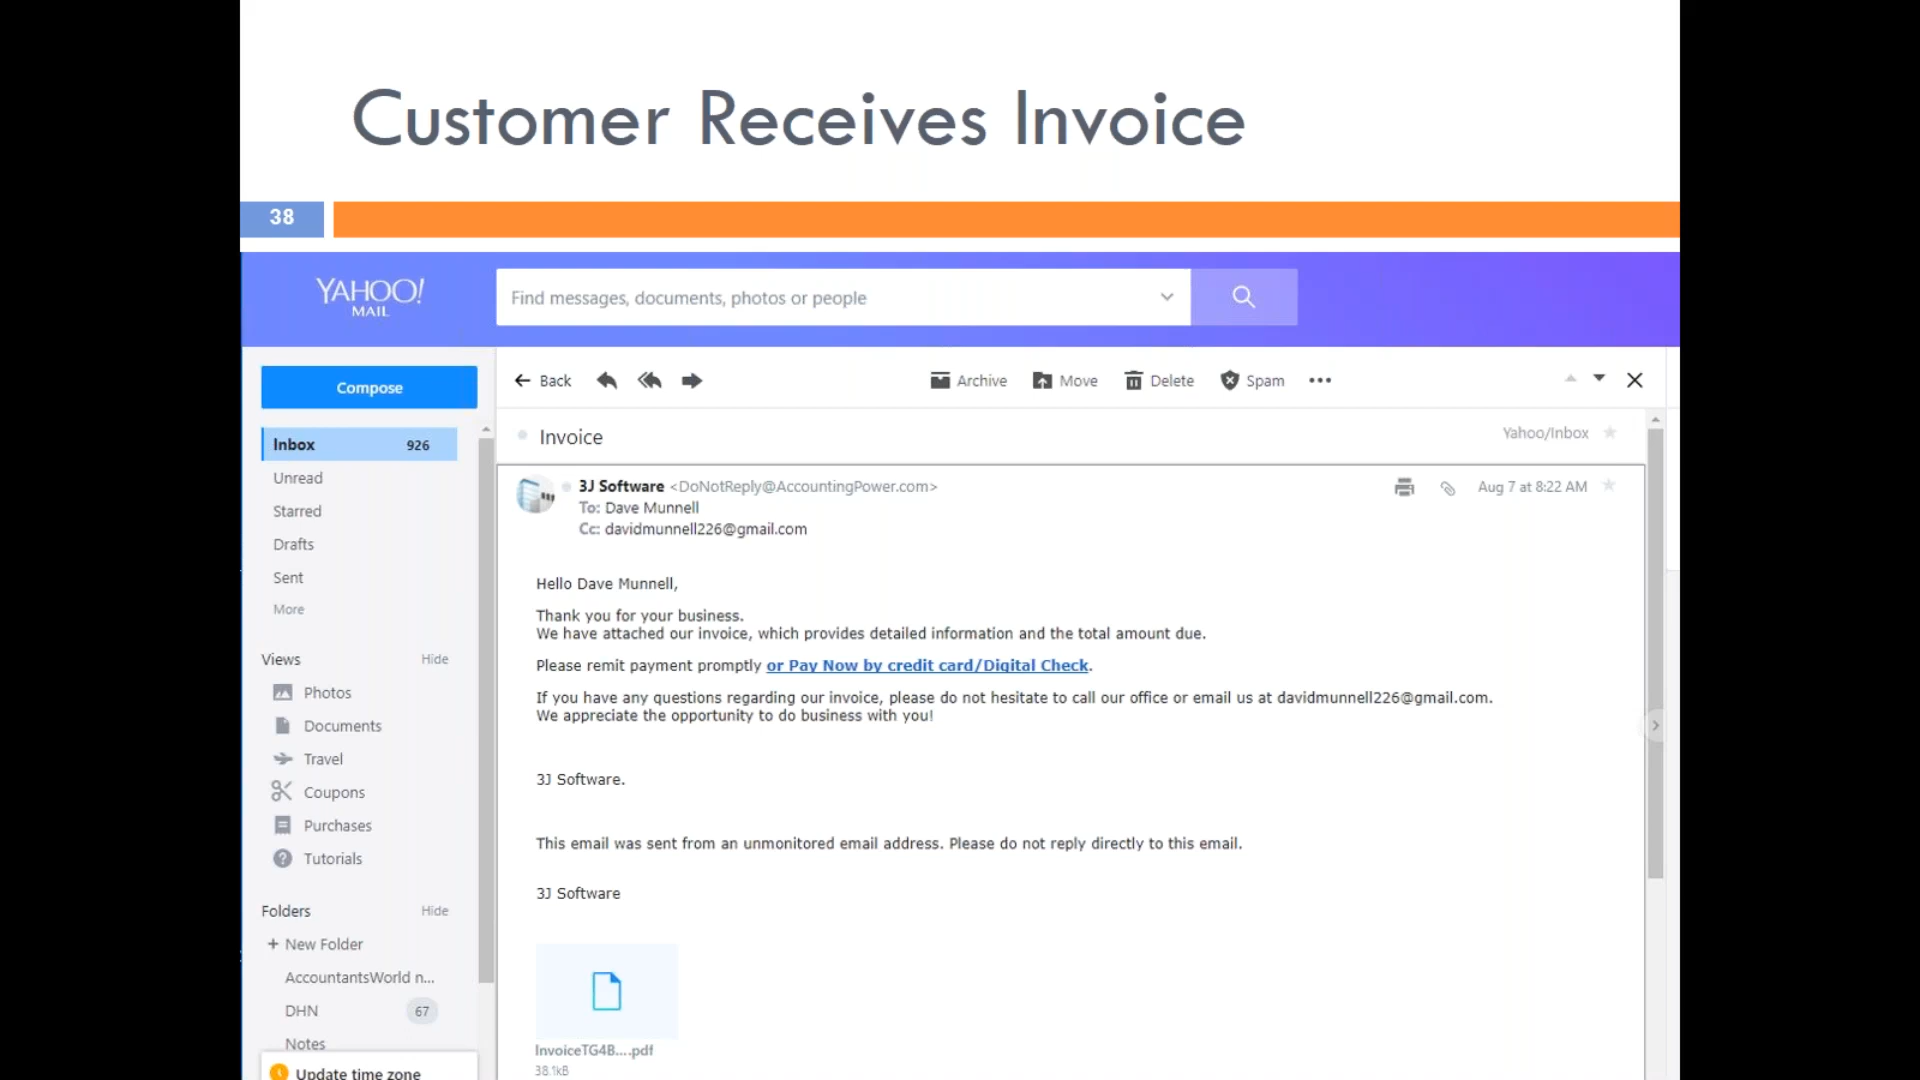 Customer Receives Invoice
38
YAHOO!
MAIL
Find messages, documents, photos or people
Compose
Back
Archive
Move
Delete
Spam
Inbox 926
Unread
Starred
Drafts
Sent
More
Views Hide
Photos
Documents
Travel
Coupons
Purchases
Tutorials
Folders Hide
+ New Folder
AccountantsWorld n...
DHN 67
Notes
Update time zone
Invoice
Yahoo/Inbox
3J Software <DoNotReply@AccountingPower.com>
Aug 7 at 8:22 AM
To: Dave Munnell
Cc: davidmunnell226@gmail.com
Hello Dave Munnell,
Thank you for your business.
We have attached our invoice, which provides detailed information and the total amount due.
Please remit payment promptly or Pay Now by credit card/Digital Check.
If you have any questions regarding our invoice, please do not hesitate to call our office or email us at davidmunnell226@gmail.com.
We appreciate the opportunity to do business with you!
3J Software.
This email was sent from an unmonitored email address. Please do not reply directly to this email.
3J Software
InvoiceTG4B....pdf
38.1kB